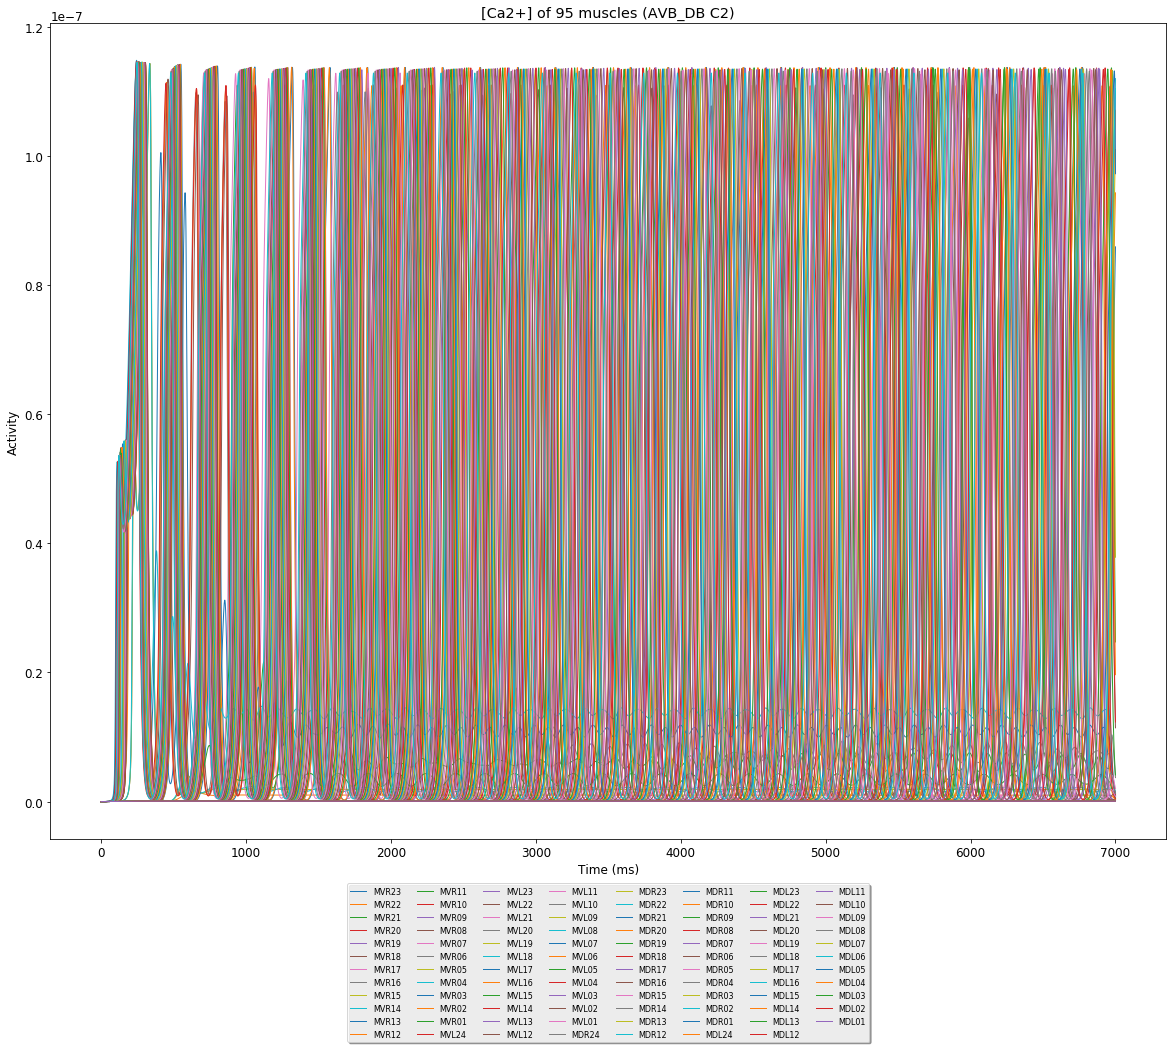 [Ca2+] of 95 muscles (AVB_DB C2)
1e−7
1.2
1.0
0.8
0.6
0.4
0.2
0.0
Activity
0 1000 2000 3000 4000 5000 6000 7000
Time (ms)
MVR23 MVR11 MVL23 MVL11 MDR23 MDR11 MDL23 MDL11
MVR22 MVR10 MVL22 MVL10 MDR22 MDR10 MDL22 MDL10
MVR21 MVR09 MVL21 MVL09 MDR21 MDR09 MDL21 MDL09
MVR20 MVR08 MVL20 MVL08 MDR20 MDR08 MDL20 MDL08
MVR19 MVR07 MVL19 MVL07 MDR19 MDR07 MDL19 MDL07
MVR18 MVR06 MVL18 MVL06 MDR18 MDR06 MDL18 MDL06
MVR17 MVR05 MVL17 MVL05 MDR17 MDR05 MDL17 MDL05
MVR16 MVR04 MVL16 MVL04 MDR16 MDR04 MDL16 MDL04
MVR15 MVR03 MVL15 MVL03 MDR15 MDR03 MDL15 MDL03
MVR14 MVR02 MVL14 MVL02 MDR14 MDR02 MDL14 MDL02
MVR13 MVR01 MVL13 MVL01 MDR13 MDR01 MDL13 MDL01
MVR12 MVL24 MVL12 MDR24 MDR12 MDL24 MDL12